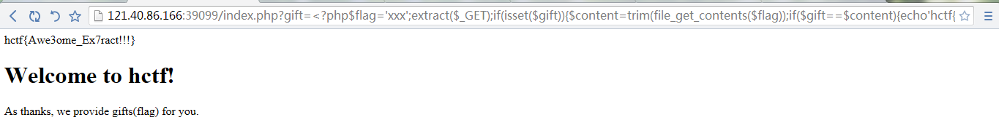 121.40.86.166:39099/index.php?gift=<?php$flag='xxx';extract($_GET);if(isset($gift)){$content=trim(file_get_contents($flag));if($gift==$content){echo'hctf{
hctf{Awe3ome_Ex7ract!!!}
Welcome to hctf!
As thanks, we provide gifts(flag) for you.